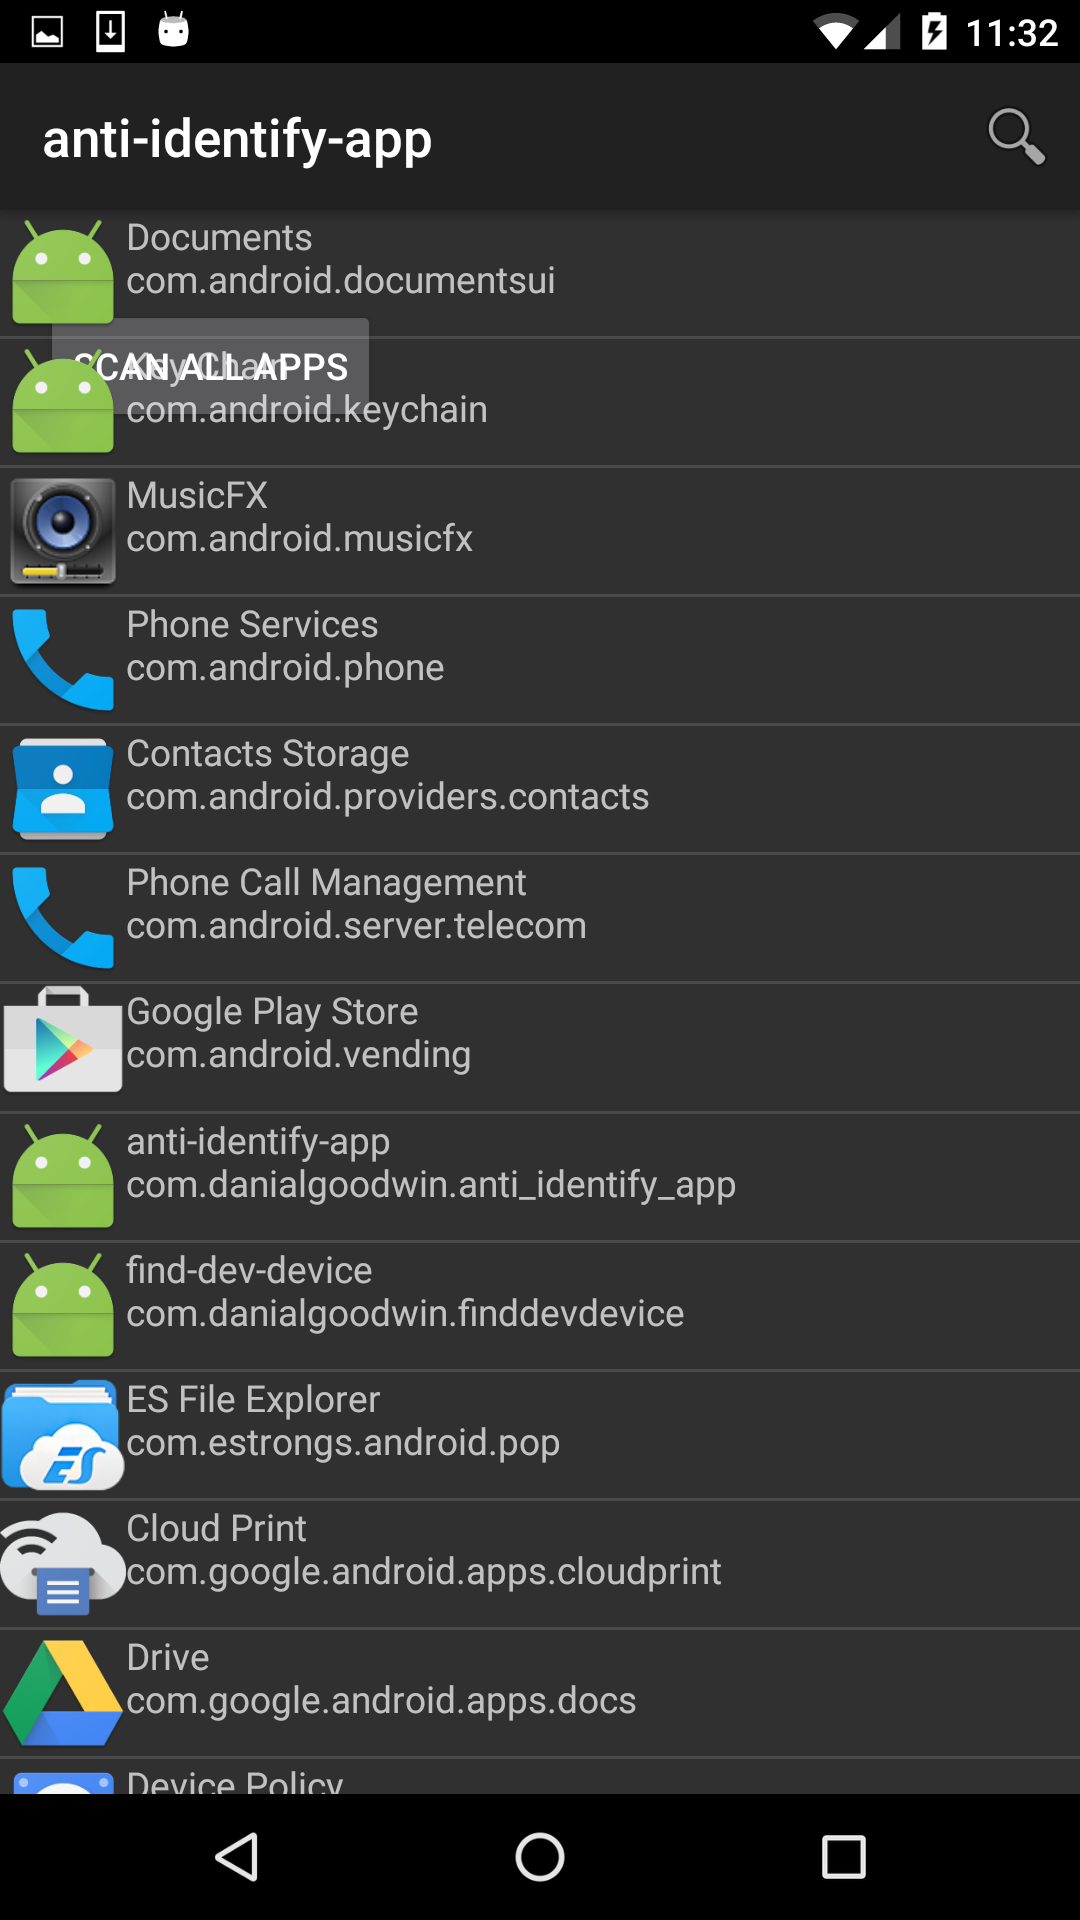 11:32
anti-identify-app
Documents
com.android.documentsui
SCAN ALL APPS
Key Chain
com.android.keychain
MusicFX
com.android.musicfx
Phone Services
com.android.phone
Contacts Storage
com.android.providers.contacts
Phone Call Management
com.android.server.telecom
Google Play Store
com.android.vending
anti-identify-app
com.danialgoodwin.anti_identify_app
find-dev-device
com.danialgoodwin.finddevdevice
ES File Explorer
com.estrongs.android.pop
ES
Cloud Print
com.google.android.apps.cloudprint
Drive
com.google.android.apps.docs
Device Policy